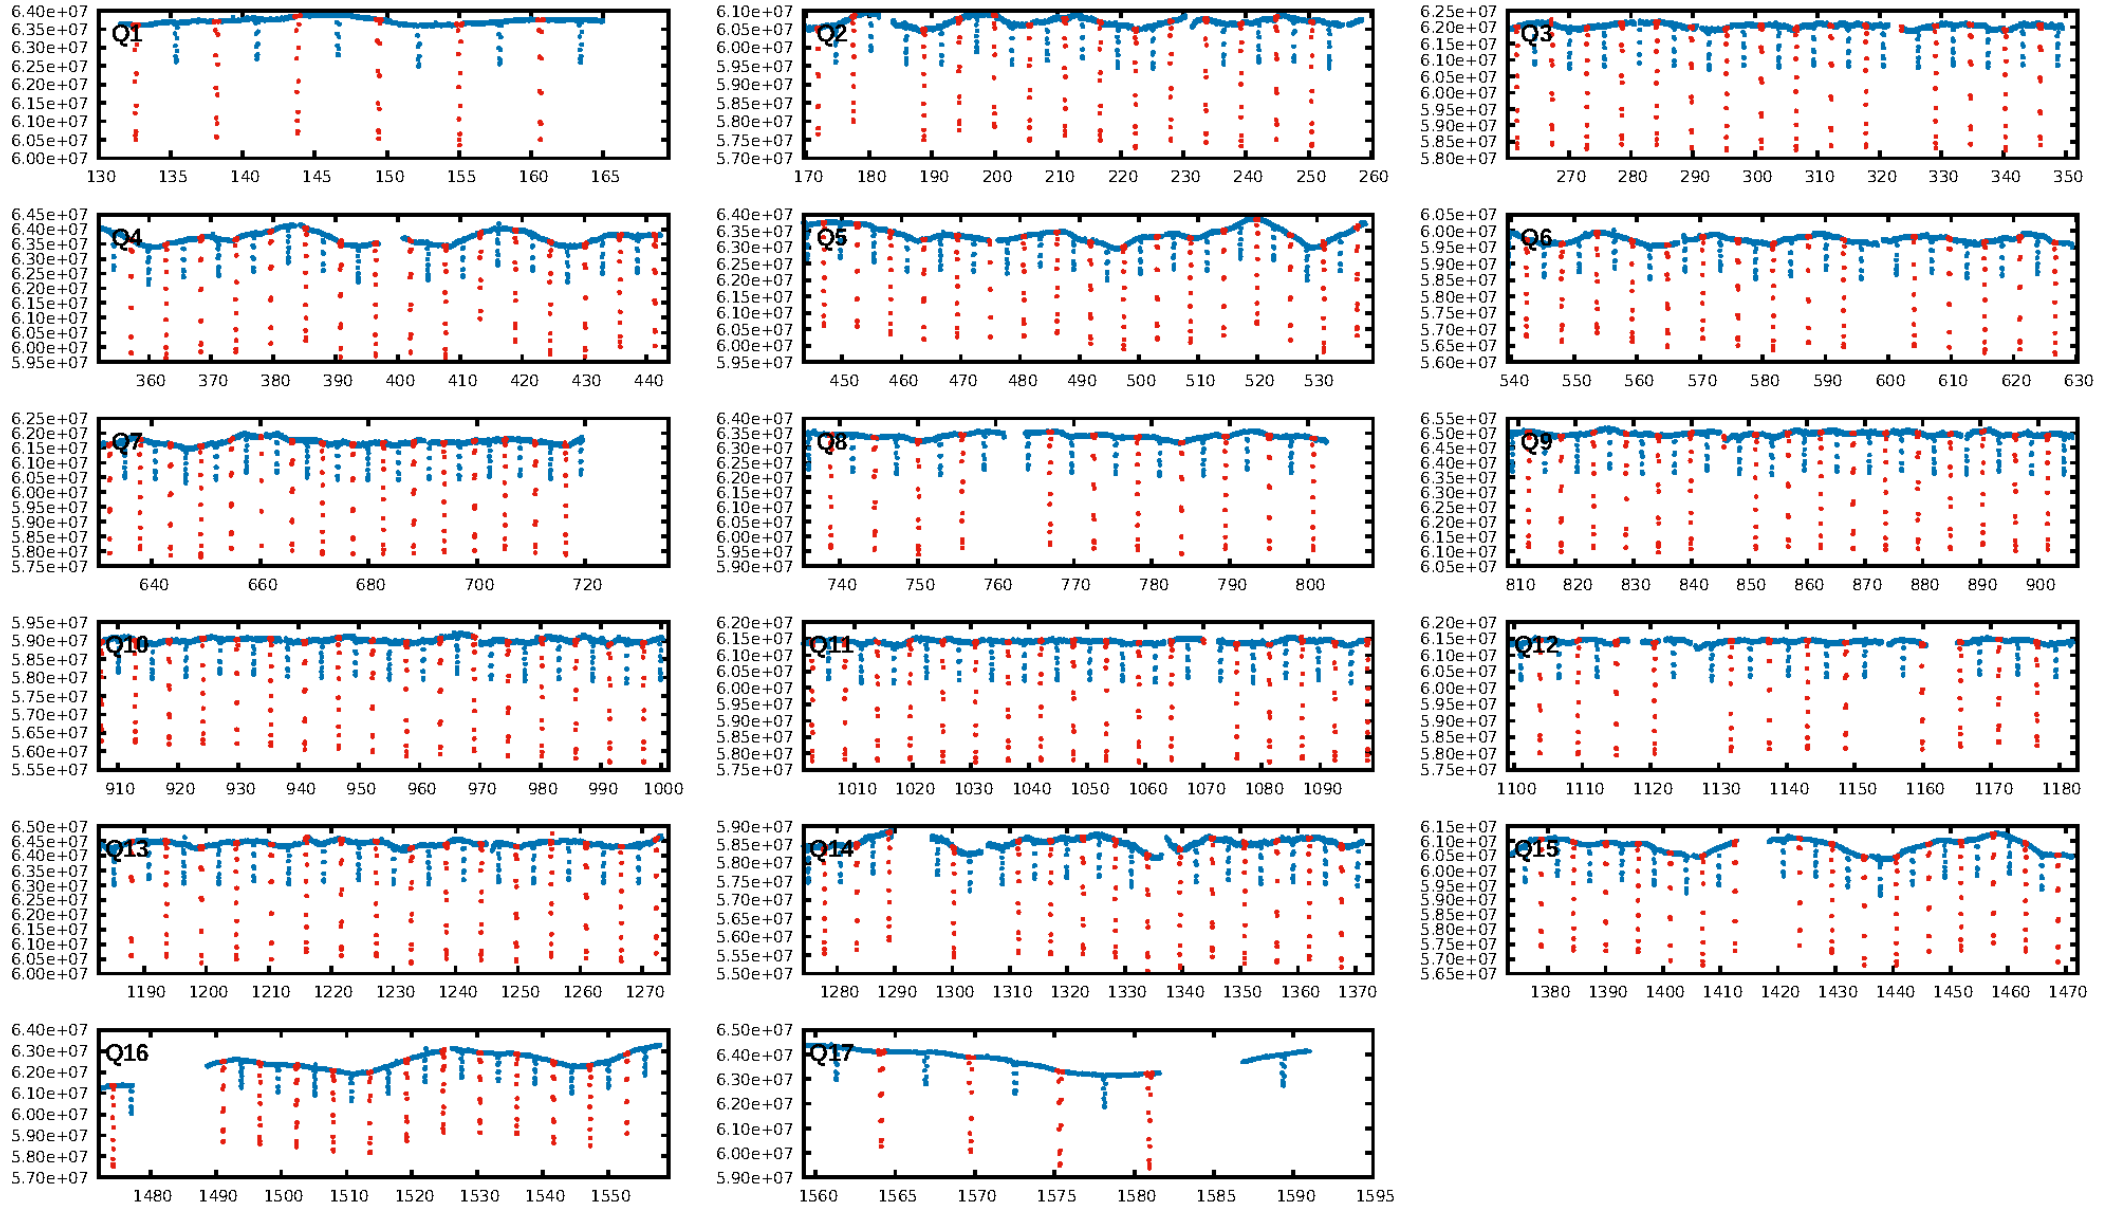 6.40e+07 6.35e+07 6.30e+07 6.25e+07 6.20e+07 6.15e+07 6.10e+07 6.05e+07 6.00e+07
Q1
130 135 140 145 150 155 160 165
6.10e+07 6.05e+07 6.00e+07 5.95e+07 5.90e+07 5.85e+07 5.80e+07 5.75e+07 5.70e+07
Q2
170 180 190 200 210 220 230 240 250 260
6.25e+07 6.20e+07 6.15e+07 6.10e+07 6.05e+07 6.00e+07 5.95e+07 5.90e+07 5.85e+07 5.80e+07
Q3
270 280 290 300 310 320 330 340 350
6.45e+07 6.40e+07 6.35e+07 6.30e+07 6.25e+07 6.20e+07 6.15e+07 6.10e+07 6.05e+07 6.00e+07 5.95e+07
Q4
360 370 380 390 400 410 420 430 440
6.40e+07 6.35e+07 6.30e+07 6.25e+07 6.20e+07 6.15e+07 6.10e+07 6.05e+07 6.00e+07 5.95e+07
Q5
450 460 470 480 490 500 510 520 530
6.05e+07 6.00e+07 5.95e+07 5.90e+07 5.85e+07 5.80e+07 5.75e+07 5.70e+07 5.65e+07 5.60e+07
Q6
540 550 560 570 580 590 600 610 620 630
6.25e+07 6.20e+07 6.15e+07 6.10e+07 6.05e+07 6.00e+07 5.95e+07 5.90e+07 5.85e+07 5.80e+07 5.75e+07
Q7
640 660 680 700 720
6.40e+07 6.35e+07 6.30e+07 6.25e+07 6.20e+07 6.15e+07 6.10e+07 6.05e+07 6.00e+07 5.95e+07 5.90e+07
Q8
740 750 760 770 780 790 800
6.55e+07 6.50e+07 6.45e+07 6.40e+07 6.35e+07 6.30e+07 6.25e+07 6.20e+07 6.15e+07 6.10e+07 6.05e+07
Q9
810 820 830 840 850 860 870 880 890 900
5.95e+07 5.90e+07 5.85e+07 5.80e+07 5.75e+07 5.70e+07 5.65e+07 5.60e+07 5.55e+07
Q10
910 920 930 940 950 960 970 980 990 1000
6.20e+07 6.15e+07 6.10e+07 6.05e+07 6.00e+07 5.95e+07 5.90e+07 5.85e+07 5.80e+07 5.75e+07
Q11
1010 1020 1030 1040 1050 1060 1070 1080 1090
6.20e+07 6.15e+07 6.10e+07 6.05e+07 6.00e+07 5.95e+07 5.90e+07 5.85e+07 5.80e+07 5.75e+07
Q12
1100 1110 1120 1130 1140 1150 1160 1170 1180
6.50e+07 6.45e+07 6.40e+07 6.35e+07 6.30e+07 6.25e+07 6.20e+07 6.15e+07 6.10e+07 6.05e+07 6.00e+07
Q13
1190 1200 1210 1220 1230 1240 1250 1260 1270
5.90e+07 5.85e+07 5.80e+07 5.75e+07 5.70e+07 5.65e+07 5.60e+07 5.55e+07 5.50e+07
Q14
1280 1290 1300 1310 1320 1330 1340 1350 1360 1370
6.15e+07 6.10e+07 6.05e+07 6.00e+07 5.95e+07 5.90e+07 5.85e+07 5.80e+07 5.75e+07 5.70e+07 5.65e+07
Q15
1380 1390 1400 1410 1420 1430 1440 1450 1460 1470
6.40e+07 6.30e+07 6.20e+07 6.10e+07 6.00e+07 5.90e+07 5.80e+07 5.70e+07
Q16
1480 1490 1500 1510 1520 1530 1540 1550
6.50e+07 6.40e+07 6.30e+07 6.20e+07 6.10e+07 6.00e+07 5.90e+07
Q17
1560 1565 1570 1575 1580 1585 1590 1595